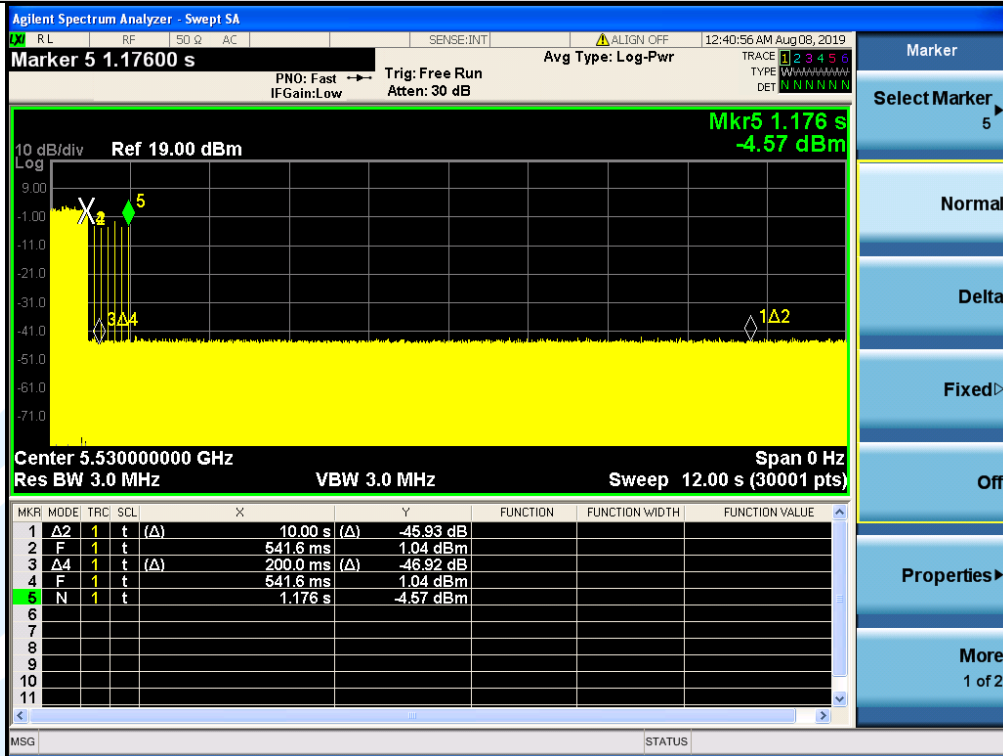 Agilent Spectrum Analyzer - Swept SA
LXI RL RF 50 Ω AC SENSE:INT ALIGN OFF 12:40:56 AM Aug 08, 2019
Marker 5 1.17600 s
PNO: Fast
IFGain:Low
Trig: Free Run
Atten: 30 dB
Avg Type: Log-Pwr
TRACE 1 2 3 4 5 6
TYPE WWWWWW
DET N N N N N N
Mkr5 1.176 s
-4.57 dBm
10 dB/div Ref 19.00 dBm
Log
9.00
-1.00
-11.0
-21.0
-31.0
-41.0
-51.0
-61.0
-71.0
5
3Δ4
1Δ2
Center 5.530000000 GHz Span 0 Hz
Res BW 3.0 MHz VBW 3.0 MHz Sweep 12.00 s (30001 pts)
MKR MODE TRC SCL X Y FUNCTION FUNCTION WIDTH FUNCTION VALUE
1 Δ2 1 t (Δ) 10.00 s (Δ) -45.93 dB
2 F 1 t 541.6 ms 1.04 dBm
3 Δ4 1 t (Δ) 200.0 ms (Δ) -46.92 dB
4 F 1 t 541.6 ms 1.04 dBm
5 N 1 t 1.176 s -4.57 dBm
6
7
8
9
10
11
MSG STATUS
Marker
Select Marker
5
Normal
Delta
Fixed
Off
Properties
More
1 of 2